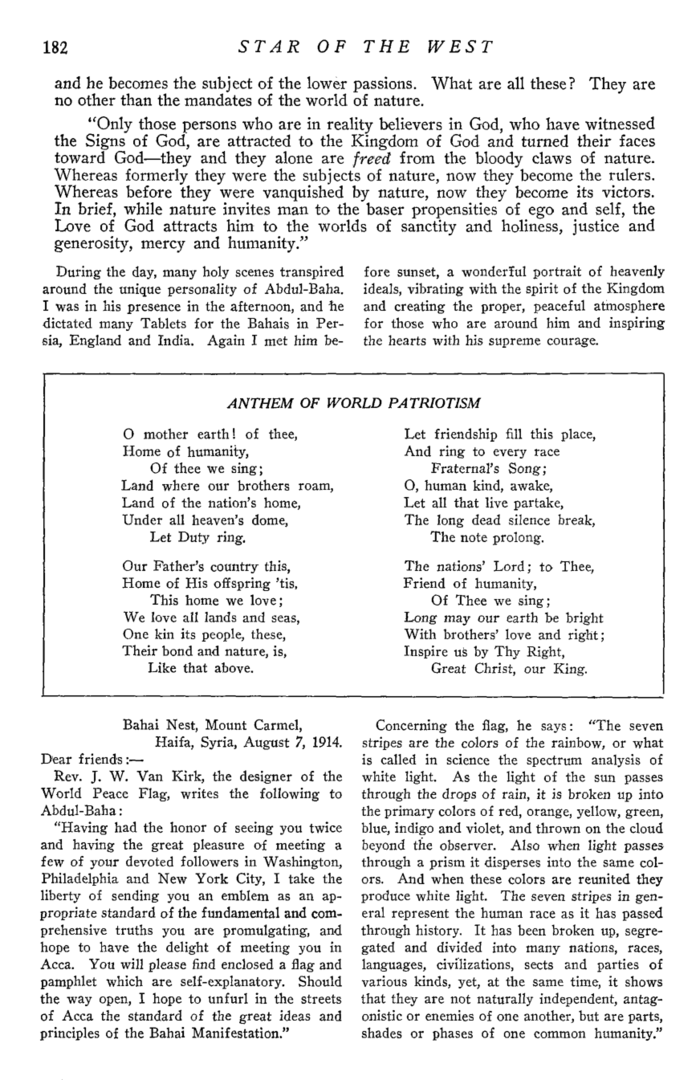 182
STAR OF THE WEST
and he becomes the subject of the lower passions. What are all these? They are
no other than the mandates of the world of nature.
"Only those persons who are in reality believers in God, who have witnessed
the Signs of God, are attracted to the Kingdom of God and turned their faces
toward God—they and they alone are freed from the bloody claws of nature.
Whereas formerly they were the subjects of nature, now they become the rulers.
Whereas before they were vanquished by nature, now they become its victors.
In brief, while nature invites man to the baser propensities of ego and self, the
Love of God attracts him to the worlds of sanctity and holiness, justice and
generosity, mercy and humanity."
During the day, many holy scenes transpired
around the unique personality of Abdul-Baha.
I was in his presence in the afternoon, and he
dictated many Tablets for the Bahais in Per-
sia, England and India. Again I met him be-
fore sunset, a wonderful portrait of heavenly
ideals, vibrating with the spirit of the Kingdom
and creating the proper, peaceful atmosphere
for those who are around him and inspiring
the hearts with his supreme courage.
ANTHEM OF WORLD PATRIOTISM
O mother earth! of thee,
Home of humanity,
Of thee we sing;
Land where our brothers roam,
Land of the nation's home,
Under all heaven's dome,
Let Duty ring.
Our Father's country this,
Home of His offspring 'tis,
This home we love;
We love all lands and seas,
One kin its people, these,
Their bond and nature, is,
Like that above.
Let friendship fill this place,
And ring to every race
Fraternal's Song;
O, human kind, awake,
Let all that live partake,
The long dead silence break,
The note prolong.
The nations' Lord; to Thee,
Friend of humanity,
Of Thee we sing;
Long may our earth be bright
With brothers' love and right;
Inspire us by Thy Right,
Great Christ, our King.
Bahai Nest, Mount Carmel,
Haifa, Syria, August 7, 1914.
Dear friends:—
Rev. J. W. Van Kirk, the designer of the
World Peace Flag, writes the following to
Abdul-Baha:
"Having had the honor of seeing you twice
and having the great pleasure of meeting a
few of your devoted followers in Washington,
Philadelphia and New York City, I take the
liberty of sending you an emblem as an ap-
propriate standard of the fundamental and com-
prehensive truths you are promulgating, and
hope to have the delight of meeting you in
Acca. You will please find enclosed a flag and
pamphlet which are self-explanatory. Should
the way open, I hope to unfurl in the streets
of Acca the standard of the great ideas and
principles of the Bahai Manifestation."
Concerning the flag, he says: "The seven
stripes are the colors of the rainbow, or what
is called in science the spectrum analysis of
white light. As the light of the sun passes
through the drops of rain, it is broken up into
the primary colors of red, orange, yellow, green,
blue, indigo and violet, and thrown on the cloud
beyond the observer. Also when light passes
through a prism it disperses into the same col-
ors. And when these colors are reunited they
produce white light. The seven stripes in gen-
eral represent the human race as it has passed
through history. It has been broken up, segre-
gated and divided into many nations, races,
languages, civilizations, sects and parties of
various kinds, yet, at the same time, it shows
that they are not naturally independent, antag-
onistic or enemies of one another, but are parts,
shades or phases of one common humanity."